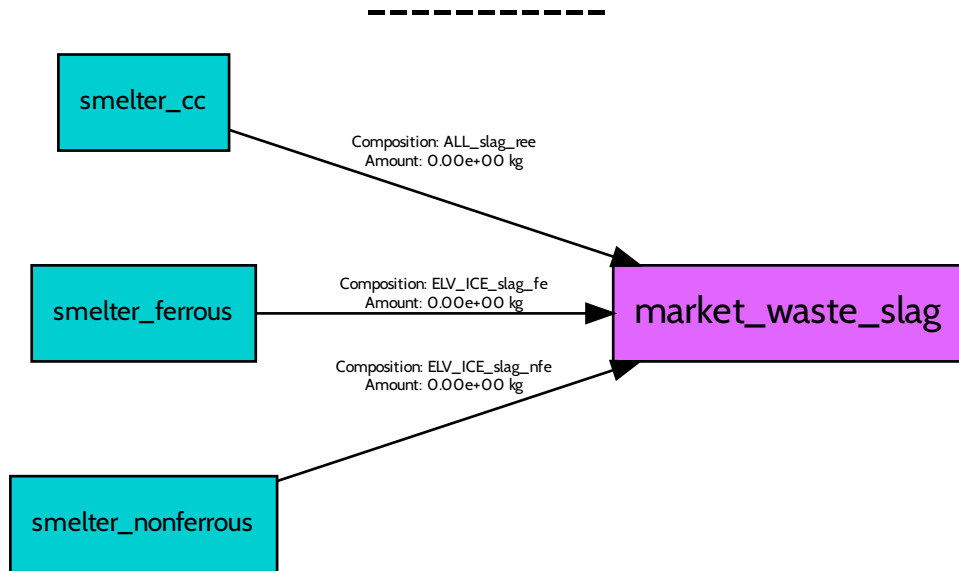 smelter_cc
Composition: ALL_slag_ree
Amount: 0.00e+00 kg
smelter_ferrous
Composition: ELV_ICE_slag_fe
Amount: 0.00e+00 kg
market_waste_slag
Composition: ELV_ICE_slag_nfe
Amount: 0.00e+00 kg
smelter_nonferrous